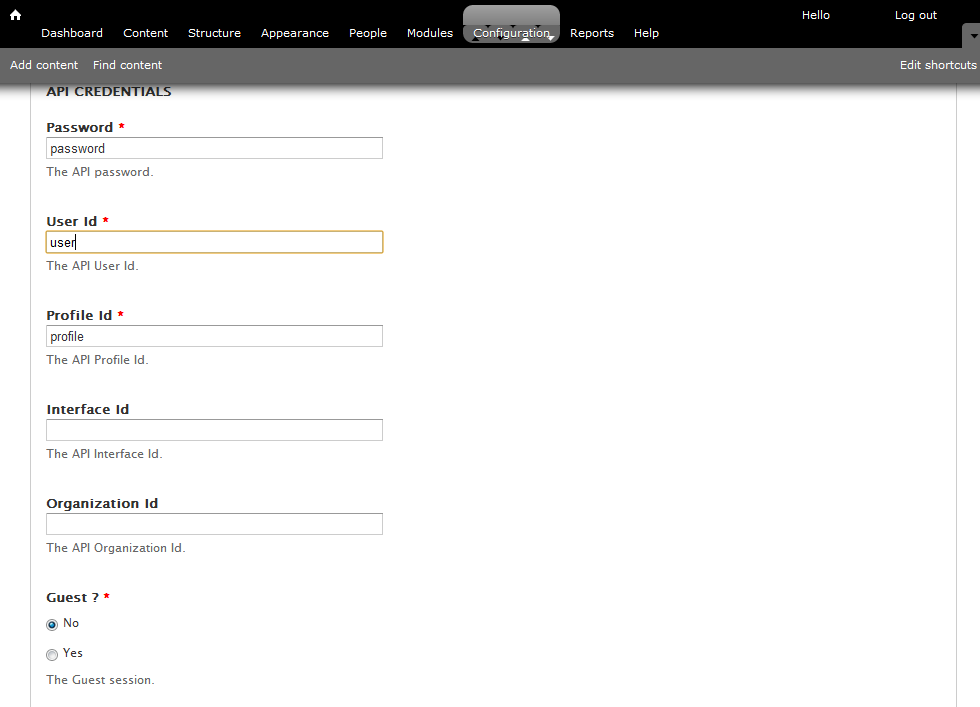 Hello Log out
Dashboard Content Structure Appearance People Modules Configuration Reports Help
Add content Find content Edit shortcuts
API CREDENTIALS
Password *
password
The API password.
User Id *
user
The API User Id.
Profile Id *
profile
The API Profile Id.
Interface Id
The API Interface Id.
Organization Id
The API Organization Id.
Guest ? *
No
Yes
The Guest session.